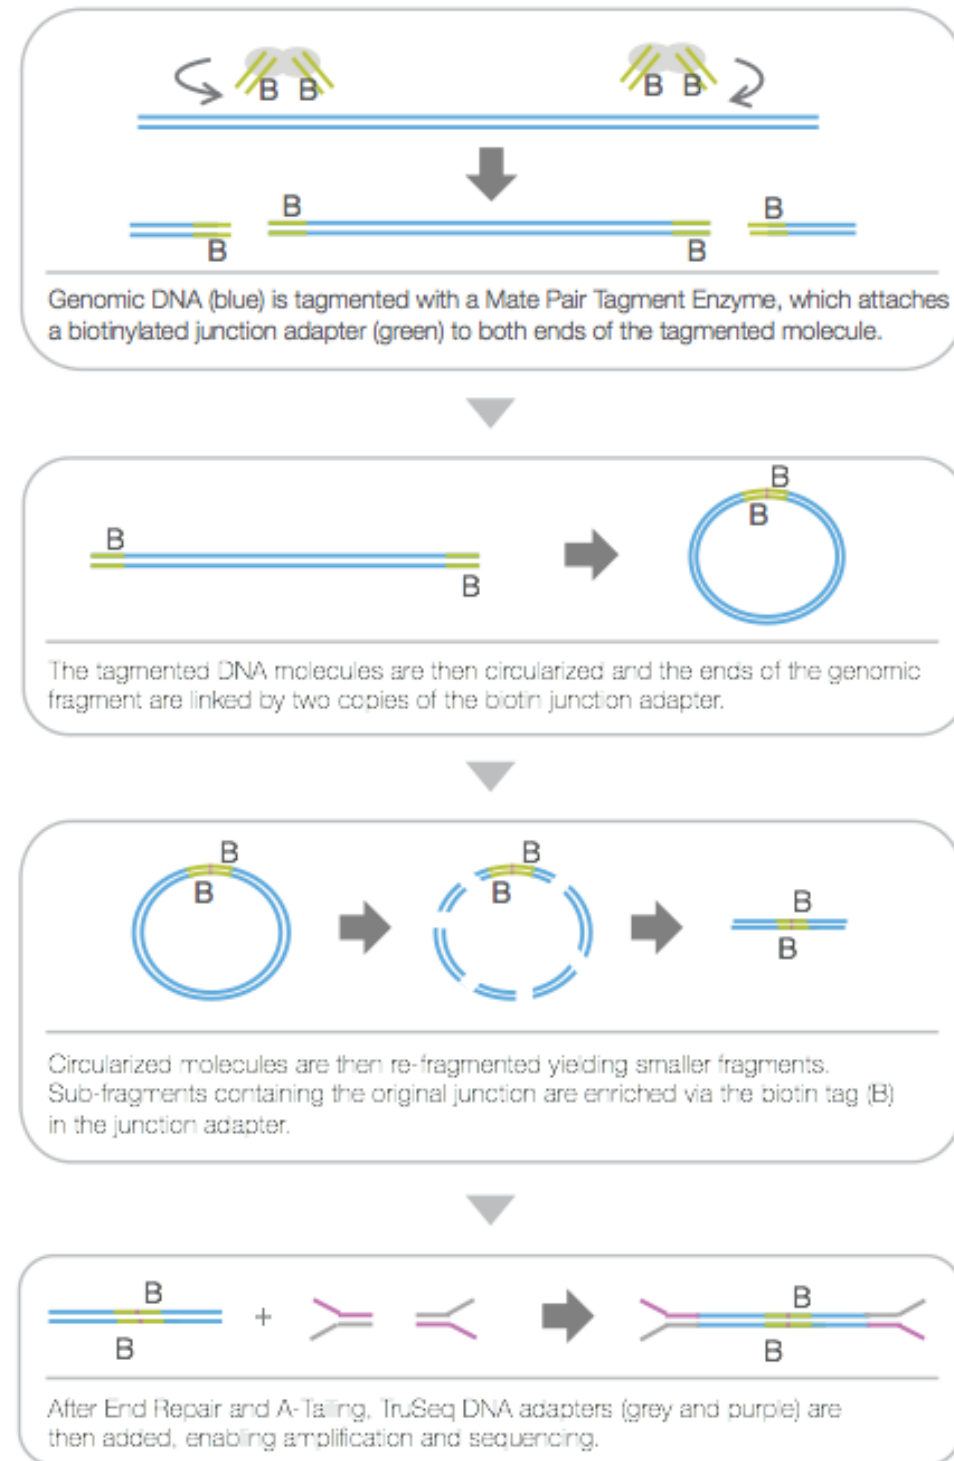 B B B B
B B
B B
Genomic DNA (blue) is tagmented with a Mate Pair Tagment Enzyme, which attaches
a biotinylated junction adapter (green) to both ends of the tagmented molecule.
B
B
B
B
The tagmented DNA molecules are then circularized and the ends of the genomic
fragment are linked by two copies of the biotin junction adapter.
B B
B B
B
B
Circularized molecules are then re-fragmented yielding smaller fragments.
Sub-fragments containing the original junction are enriched via the biotin tag (B)
in the junction adapter.
B B
+
B B
After End Repair and A-Tailing, TruSeq DNA adapters (grey and purple) are
then added, enabling amplification and sequencing.